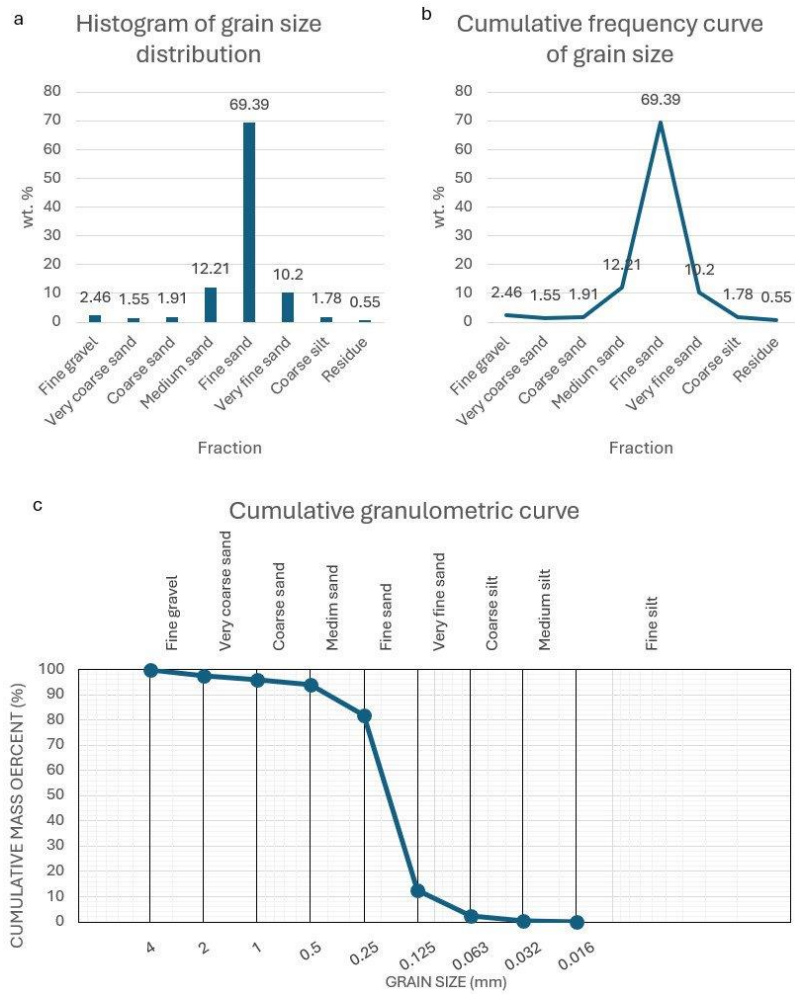 a
Histogram of grain size
distribution
80
70
60
50
40
30
20
10
0
wt. %
2.46
1.55
1.91
12.21
69.39
10.2
1.78
0.55
Fine gravel
Very coarse sand
Coarse sand
Medium sand
Fine sand
Very fine sand
Coarse silt
Residue
Fraction
b
Cumulative frequency curve
of grain size
80
70
60
50
40
30
20
10
0
wt. %
2.46
1.55
1.91
12.21
69.39
10.2
1.78
0.55
Fine gravel
Very coarse sand
Coarse sand
Medium sand
Fine sand
Very fine sand
Coarse silt
Residue
Fraction
c
Cumulative granulometric curve
Fine gravel
Very coarse sand
Coarse sand
Medim sand
Fine sand
Very fine sand
Coarse silt
Medium silt
Fine silt
100
90
80
70
60
50
40
30
20
10
0
CUMULATIVE MASS OERCENT (%)
4
2
1
0.5
0.25
0.125
0.063
0.032
0.016
GRAIN SIZE (mm)